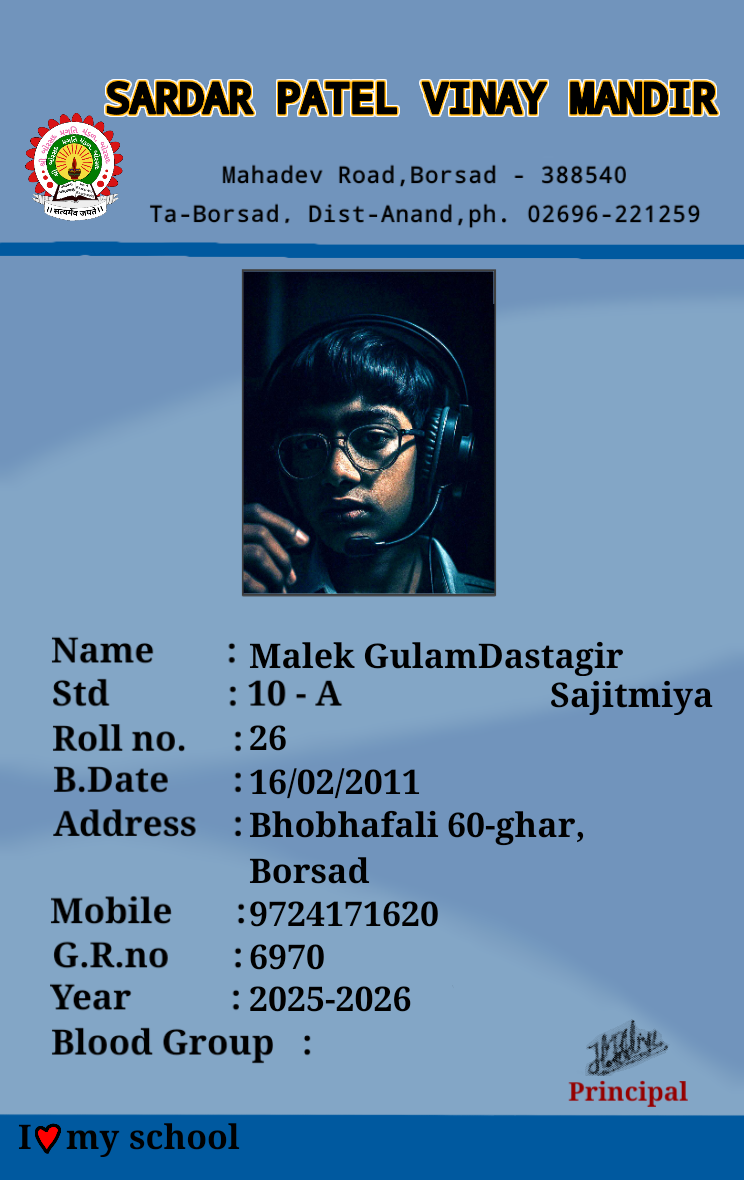 SARDAR PATEL VINAY MANDIR
Mahadev Road,Borsad - 388540
Ta-Borsad. Dist-Anand,ph. 02696-221259
।। सत्यमेव जयते ।।
Name : Malek GulamDastagir
Sajitmiya
Std : 10 - A
Roll no. : 26
B.Date : 16/02/2011
Address : Bhobhafali 60-ghar,
Borsad
Mobile : 9724171620
G.R.no : 6970
Year : 2025-2026
Blood Group :
Principal
I❤my school